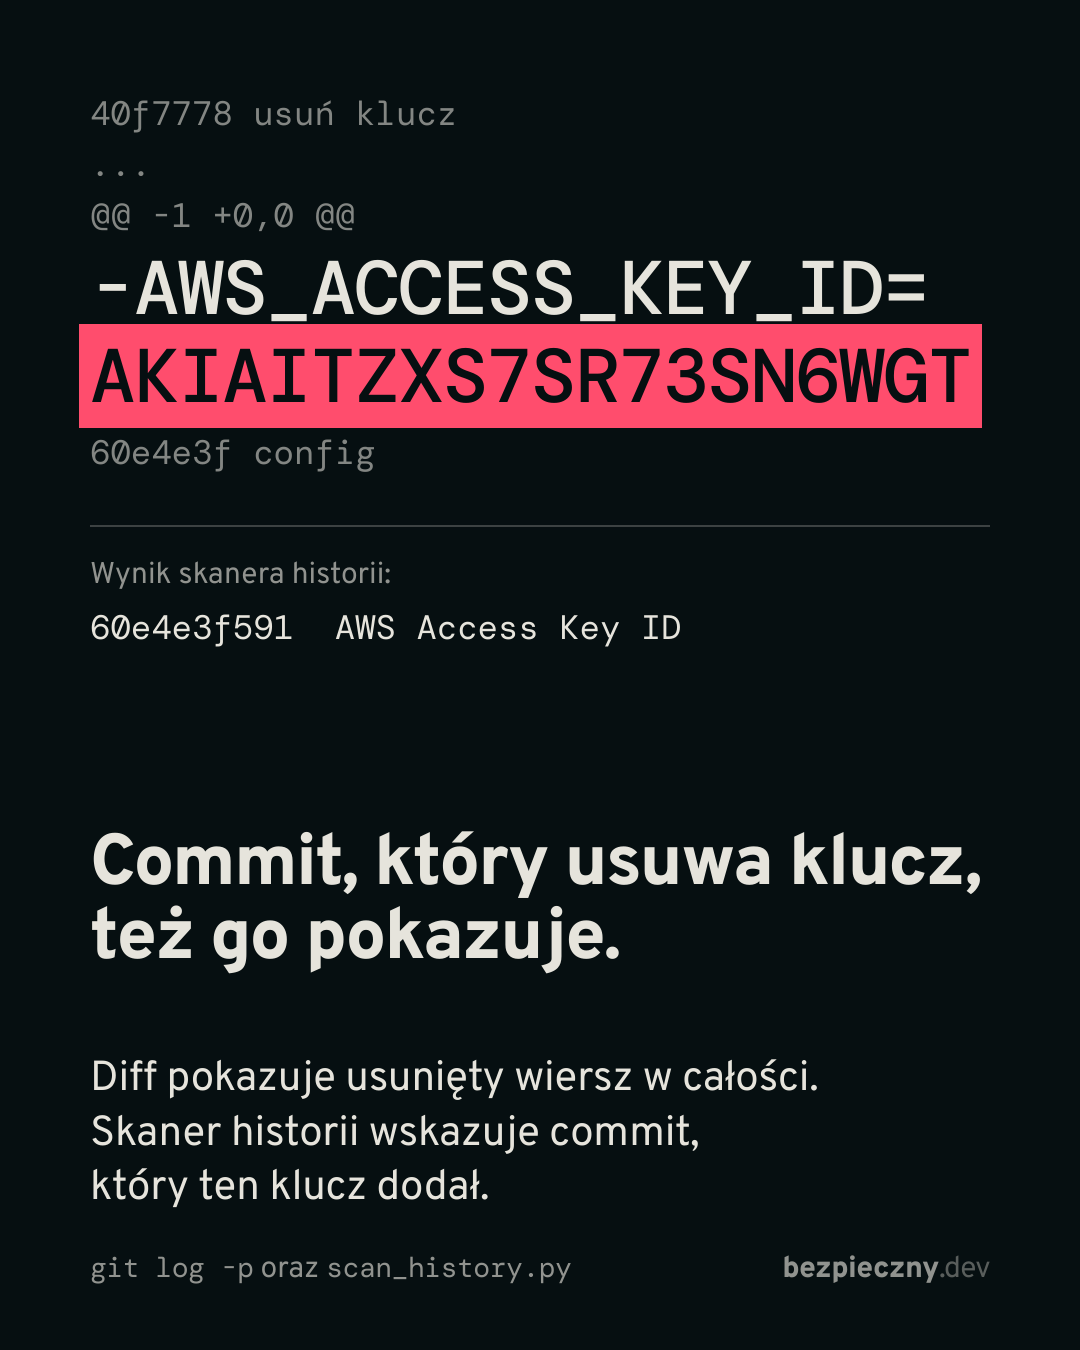 40f7778 usuń klucz
...
@@ -1 +0,0 @@
-AWS_ACCESS_KEY_ID=
AKIAITZXS7SR73SN6WGT
60e4e3f config
Wynik skanera historii:
60e4e3f591 AWS Access Key ID
Commit, który usuwa klucz,
też go pokazuje.
Diff pokazuje usunięty wiersz w całości.
Skaner historii wskazuje commit,
który ten klucz dodał.
git log -p oraz scan_history.py
bezpieczny.dev